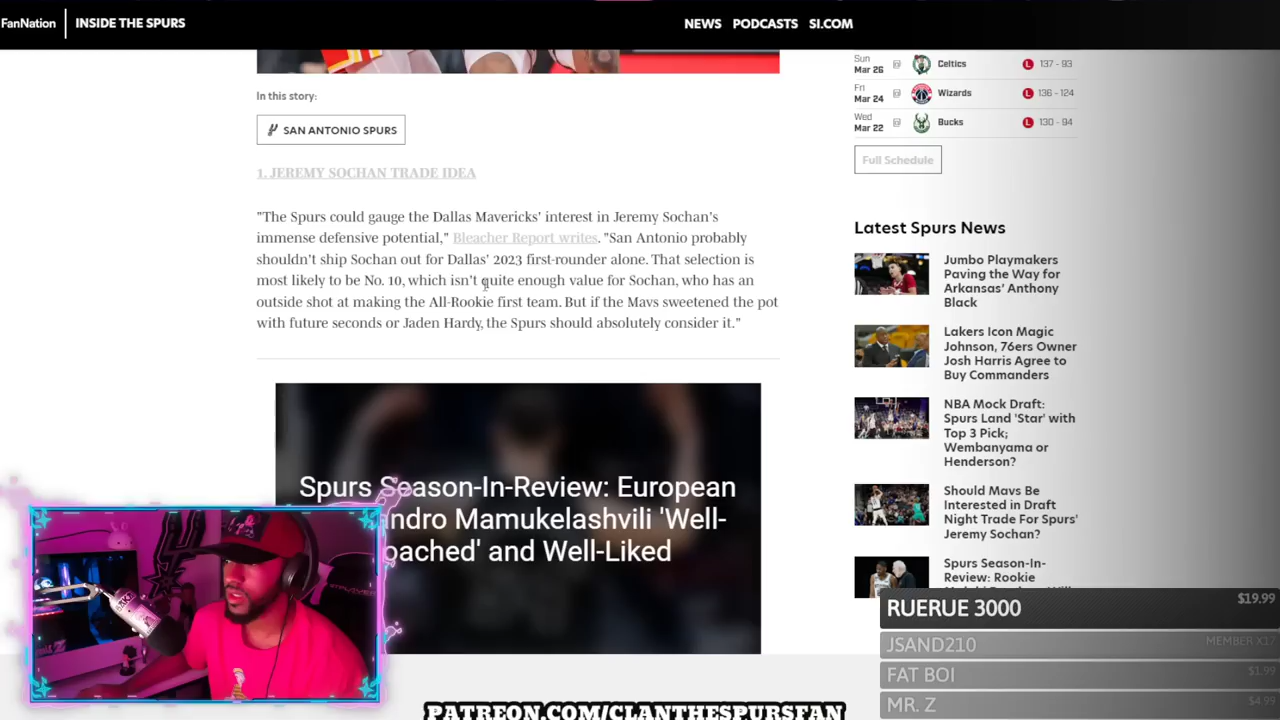 FanNation
INSIDE THE SPURS
NEWS PODCASTS SI.COM
In this story:
SAN ANTONIO SPURS
1. JEREMY SOCHAN TRADE IDEA
"The Spurs could gauge the Dallas Mavericks' interest in Jeremy Sochan's
immense defensive potential," Bleacher Report writes. "San Antonio probably
shouldn't ship Sochan out for Dallas' 2023 first-rounder alone. That selection is
most likely to be No. 10, which isn't quite enough value for Sochan, who has an
outside shot at making the All-Rookie first team. But if the Mavs sweetened the pot
with future seconds or Jaden Hardy, the Spurs should absolutely consider it."
Spurs Season-In-Review: European
andro Mamukelashvili 'Well-
oached' and Well-Liked
Sun
Mar 26 @ Celtics L 137 - 93
Fri
Mar 24 @ Wizards L 136 - 124
Wed
Mar 22 @ Bucks L 130 - 94
Full Schedule
Latest Spurs News
Jumbo Playmakers
Paving the Way for
Arkansas' Anthony
Black
Lakers Icon Magic
Johnson, 76ers Owner
Josh Harris Agree to
Buy Commanders
NBA Mock Draft:
Spurs Land 'Star' with
Top 3 Pick;
Wembanyama or
Henderson?
Should Mavs Be
Interested in Draft
Night Trade For Spurs'
Jeremy Sochan?
Spurs Season-In-
Review: Rookie
RUERUE 3000 $19.99
JSAND210 MEMBER X17
FAT BOI $1.99
MR. Z $4.99
PATREON.COM/CLANTHESPURSFAN